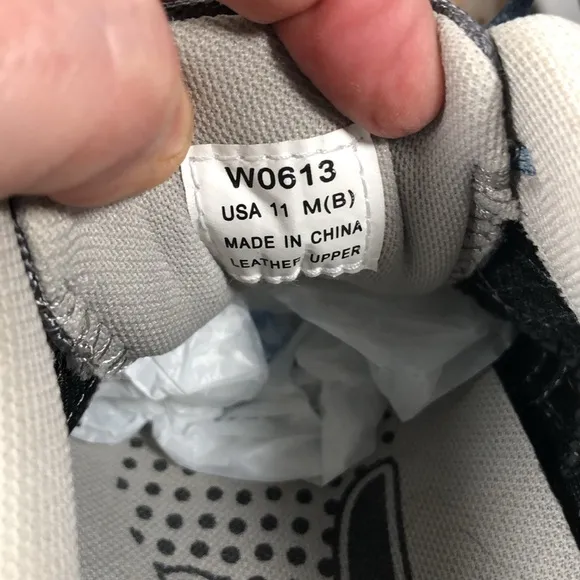 W0613
USA 11 M(B)
MADE IN CHINA
LEATHER UPPER